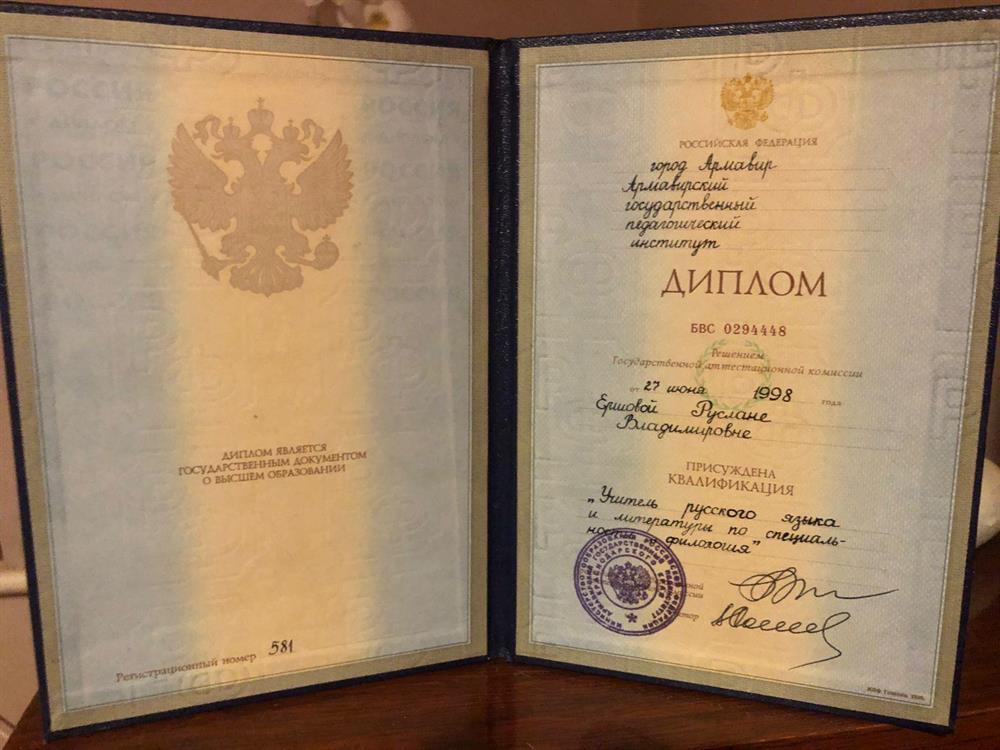 ДИПЛОМ ЯВЛЯЕТСЯ
ГОСУДАРСТВЕННЫМ ДОКУМЕНТОМ
О ВЫСШЕМ ОБРАЗОВАНИИ
Регистрационный номер 581
РОССИЙСКАЯ ФЕДЕРАЦИЯ
город Армавир
Армавирский
государственный
педагогический
институт
ДИПЛОМ
БВС 0294448
Решением
Государственной аттестационной комиссии
от 27 июня 1998 года
Ершовой Руслане
Владимировне
ПРИСУЖДЕНА
КВАЛИФИКАЦИЯ
„Учитель русского языка
и литературы по специаль-
филология"